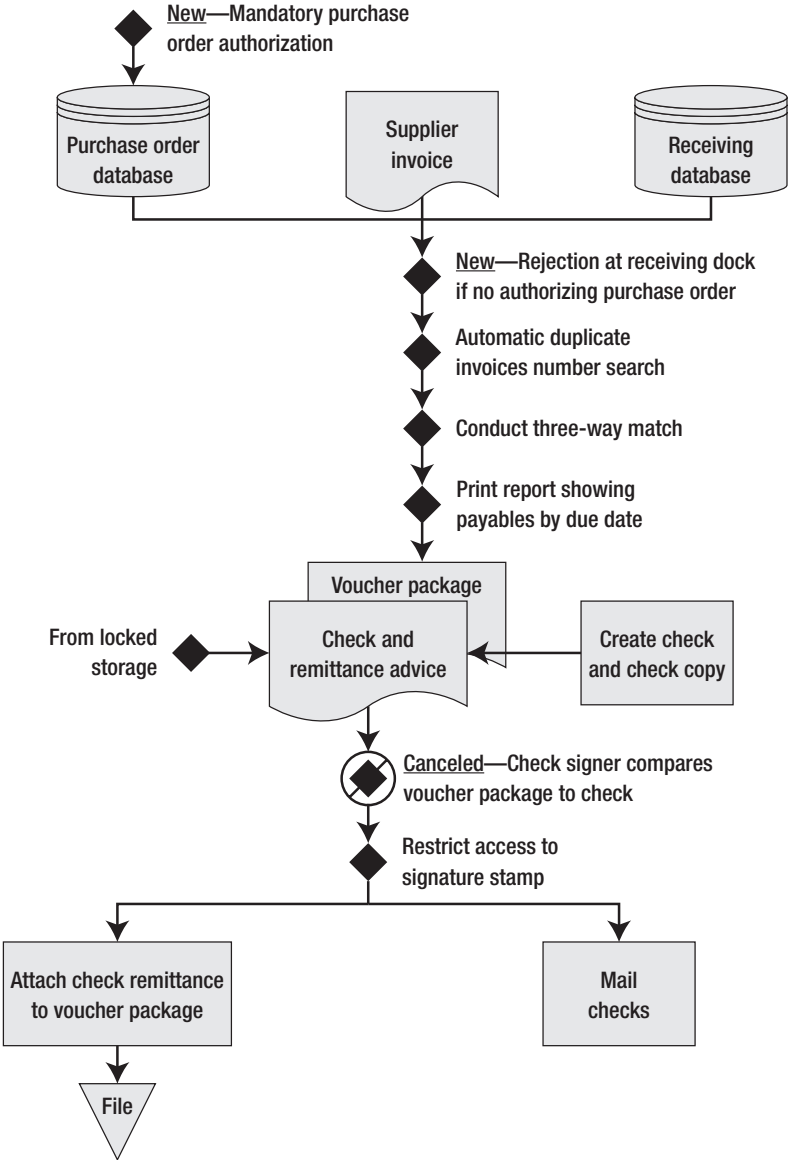 New—Mandatory purchase
order authorization
Purchase order
database
Supplier
invoice
Receiving
database
New—Rejection at receiving dock
if no authorizing purchase order
Automatic duplicate
invoices number search
Conduct three-way match
Print report showing
payables by due date
Voucher package
From locked
storage
Check and
remittance advice
Create check
and check copy
Canceled—Check signer compares
voucher package to check
Restrict access to
signature stamp
Attach check remittance
to voucher package
Mail
checks
File